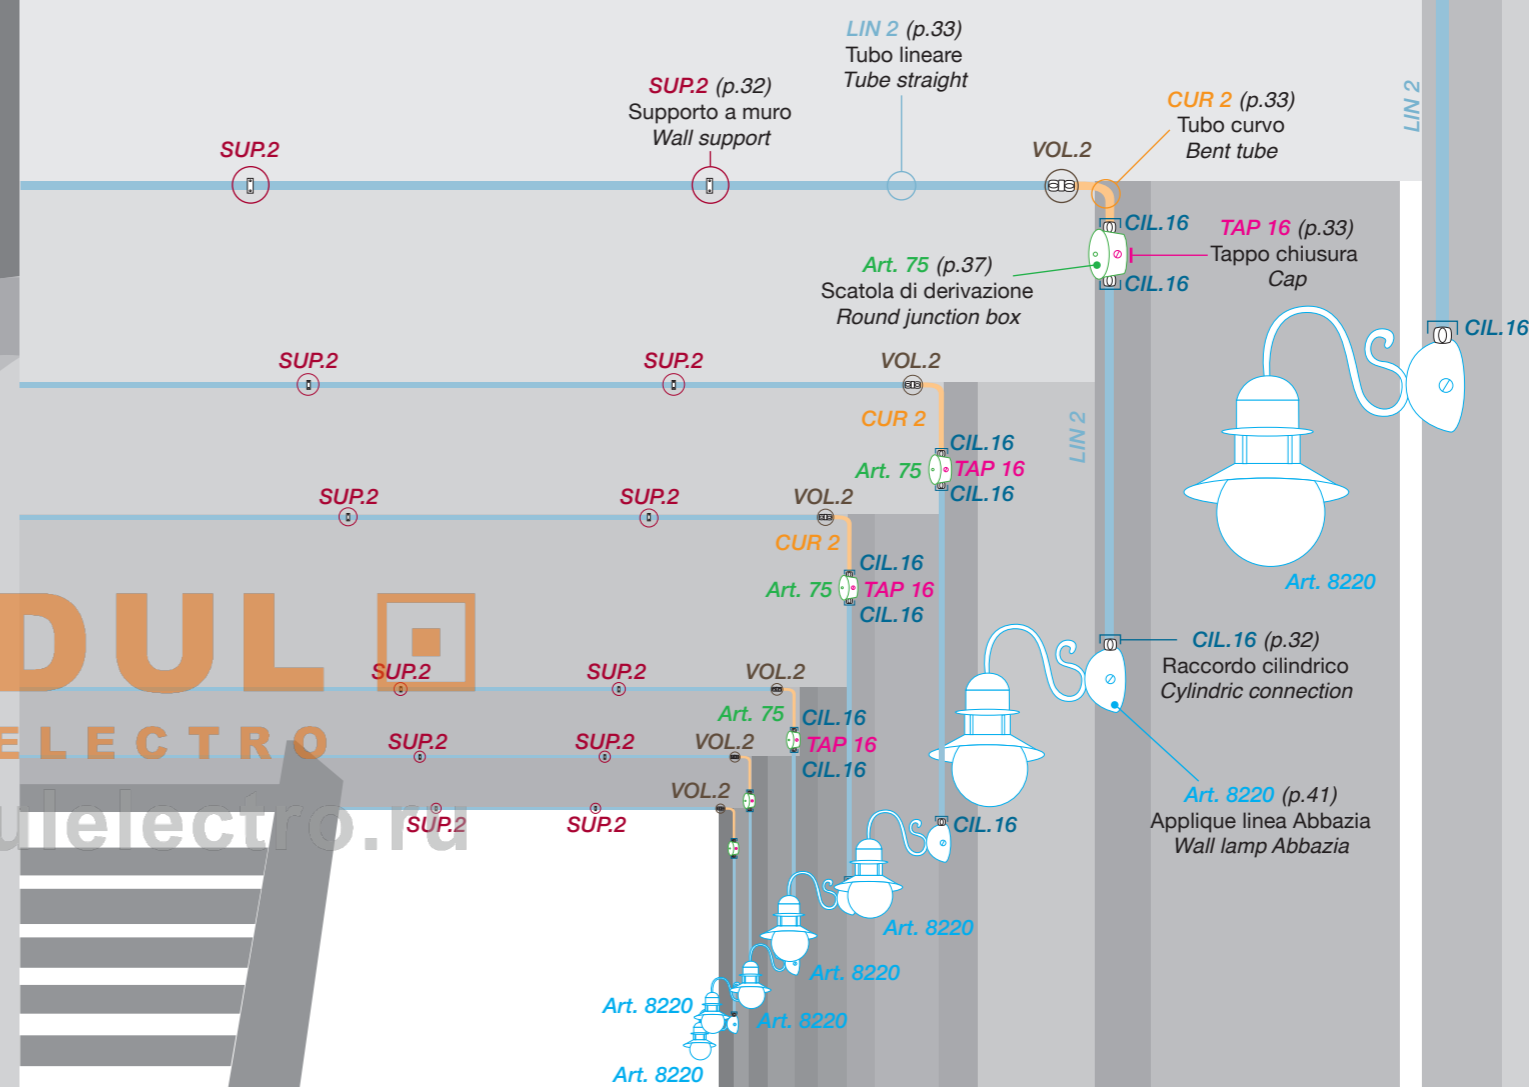 LIN 2 (p.33)
Tubo lineare
Tube straight
SUP.2 (p.32)
Supporto a muro
Wall support
CUR 2 (p.33)
Tubo curvo
Bent tube
LIN 2
SUP.2
VOL.2
CIL.16
TAP 16 (p.33)
Tappo chiusura
Cap
Art. 75 (p.37)
Scatola di derivazione
Round junction box
CIL.16
CIL.16
SUP.2
SUP.2
VOL.2
CUR 2
LIN 2
CIL.16
Art. 75
TAP 16
CIL.16
SUP.2
SUP.2
VOL.2
CUR 2
CIL.16
Art. 75
TAP 16
CIL.16
Art. 8220
DUL
SUP.2
SUP.2
VOL.2
CIL.16 (p.32)
Raccordo cilindrico
Cylindric connection
Art. 75
CIL.16
TAP 16
CIL.16
ELECTRO
SUP.2
SUP.2
VOL.2
VOL.2
SUP.2
SUP.2
ulelectro.ru
CIL.16
Art. 8220 (p.41)
Applique linea Abbazia
Wall lamp Abbazia
Art. 8220
Art. 8220
Art. 8220
Art. 8220
Art. 8220